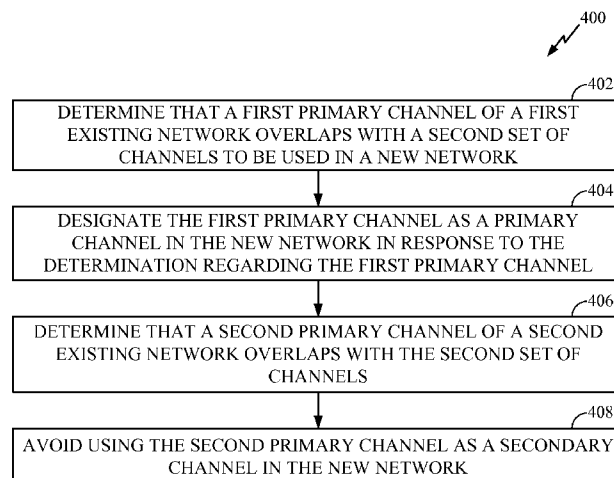 400
402
DETERMINE THAT A FIRST PRIMARY CHANNEL OF A FIRST
EXISTING NETWORK OVERLAPS WITH A SECOND SET OF
CHANNELS TO BE USED IN A NEW NETWORK
404
DESIGNATE THE FIRST PRIMARY CHANNEL AS A PRIMARY
CHANNEL IN THE NEW NETWORK IN RESPONSE TO THE
DETERMINATION REGARDING THE FIRST PRIMARY CHANNEL
406
DETERMINE THAT A SECOND PRIMARY CHANNEL OF A SECOND
EXISTING NETWORK OVERLAPS WITH THE SECOND SET OF
CHANNELS
408
AVOID USING THE SECOND PRIMARY CHANNEL AS A SECONDARY
CHANNEL IN THE NEW NETWORK